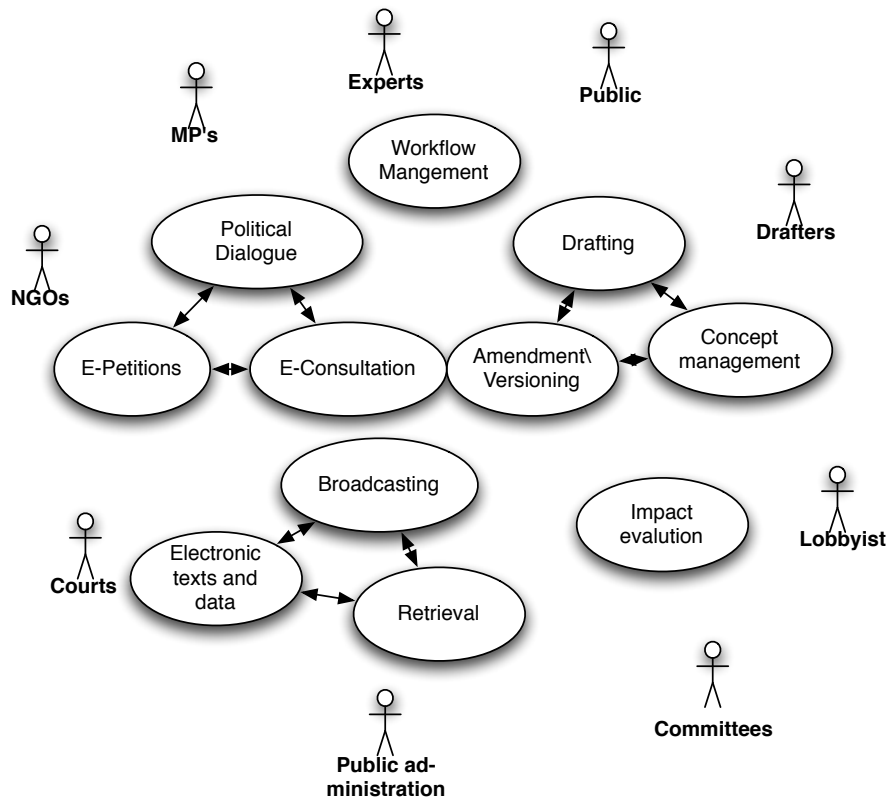 Experts
Public
MP's
Workflow
Mangement
Drafters
Political
Dialogue
Drafting
NGOs
E-Petitions
E-Consultation
Amendment\
Versioning
Concept
management
Broadcasting
Impact
evalution
Lobbyist
Courts
Electronic
texts and
data
Retrieval
Committees
Public ad-
ministration